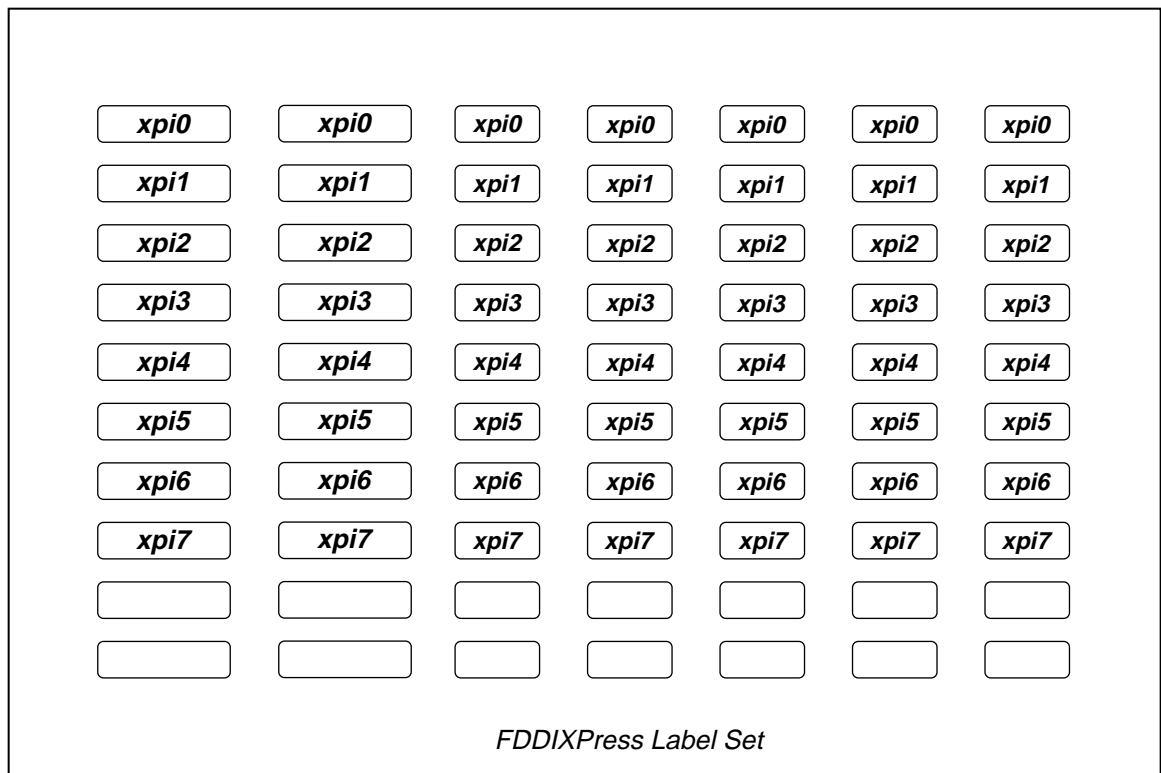 xpi0 xpi0 xpi0 xpi0 xpi0 xpi0 xpi0
xpi1 xpi1 xpi1 xpi1 xpi1 xpi1 xpi1
xpi2 xpi2 xpi2 xpi2 xpi2 xpi2 xpi2
xpi3 xpi3 xpi3 xpi3 xpi3 xpi3 xpi3
xpi4 xpi4 xpi4 xpi4 xpi4 xpi4 xpi4
xpi5 xpi5 xpi5 xpi5 xpi5 xpi5 xpi5
xpi6 xpi6 xpi6 xpi6 xpi6 xpi6 xpi6
xpi7 xpi7 xpi7 xpi7 xpi7 xpi7 xpi7
FDDIXPress Label Set